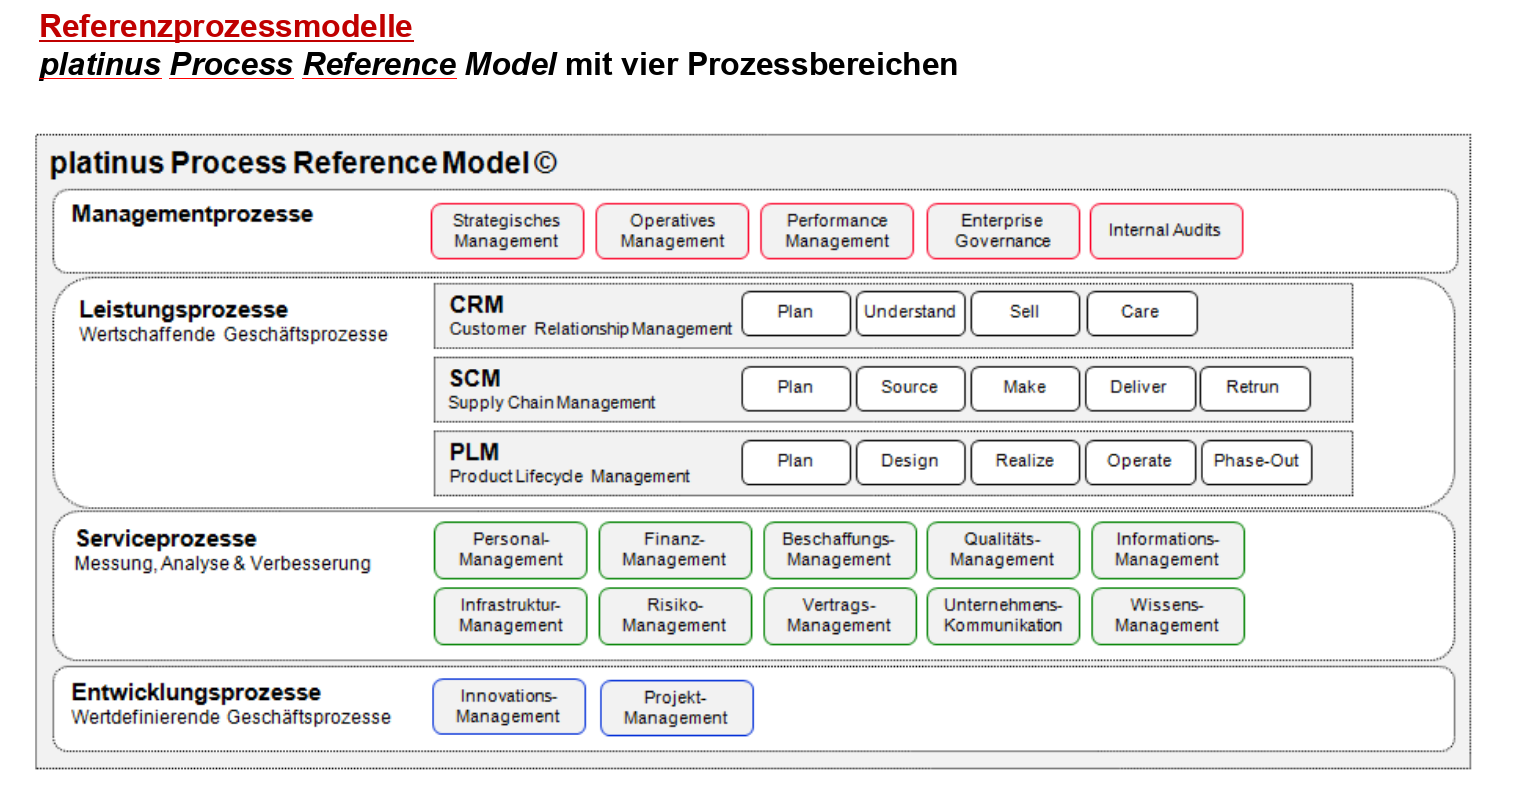 Referenzprozessmodelle
platinus Process Reference Model mit vier Prozessbereichen
platinus Process Reference Model©
Managementprozesse
Strategisches
Management
Operatives
Management
Performance
Management
Enterprise
Governance
Internal Audits
Leistungsprozesse
Wertschaffende Geschäftsprozesse
CRM
Customer Relationship Management
Plan
Understand
Sell
Care
SCM
Supply Chain Management
Plan
Source
Make
Deliver
Retrun
PLM
Product Lifecycle Management
Plan
Design
Realize
Operate
Phase-Out
Serviceprozesse
Messung, Analyse & Verbesserung
Personal-
Management
Finanz-
Management
Beschaffungs-
Management
Qualitäts-
Management
Informations-
Management
Infrastruktur-
Management
Risiko-
Management
Vertrags-
Management
Unternehmens-
Kommunikation
Wissens-
Management
Entwicklungsprozesse
Wertdefinierende Geschäftsprozesse
Innovations-
Management
Projekt-
Management